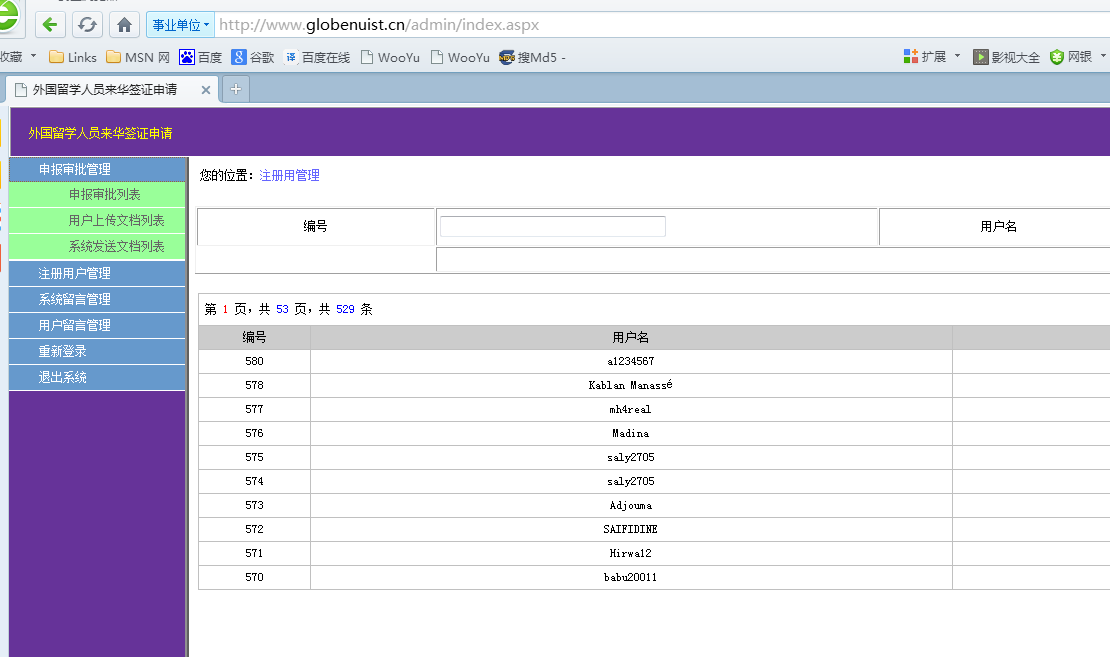 事业单位 http://www.globenuist.cn/admin/index.aspx
收藏 Links MSN 网 百度 谷歌 译 百度在线 WooYu WooYu 搜Md5 - 扩展 影视大全 网银
外国留学人员来华签证申请
外国留学人员来华签证申请
申报审批管理
申报审批列表
用户上传文档列表
系统发送文档列表
注册用户管理
系统留言管理
用户留言管理
重新登录
退出系统
您的位置：注册用管理
编号 用户名
第 1 页，共 53 页，共 529 条
编号 用户名
580 a1234567
578 Kablan Manassé
577 mh4real
576 Madina
575 saly2705
574 saly2705
573 Adjouma
572 SAIFIDINE
571 Hirwa12
570 babu20011